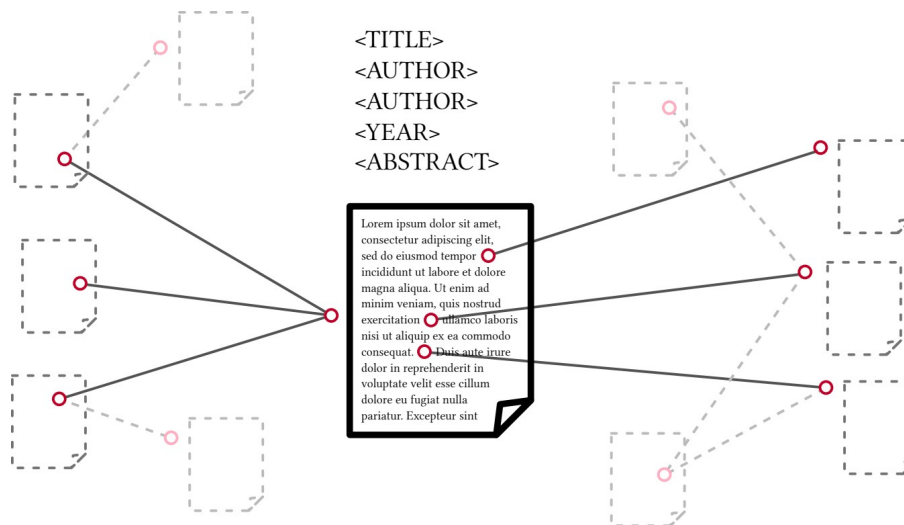 <TITLE>
<AUTHOR>
<AUTHOR>
<YEAR>
<ABSTRACT>
Lorem ipsum dolor sit amet,
consectetur adipiscing elit,
sed do eiusmod tempor
incididunt ut labore et dolore
magna aliqua. Ut enim ad
minim veniam, quis nostrud
exercitation ullamco laboris
nisi ut aliquip ex ea commodo
consequat. Duis aute irure
dolor in reprehenderit in
voluptate velit esse cillum
dolore eu fugiat nulla
pariatur. Excepteur sint